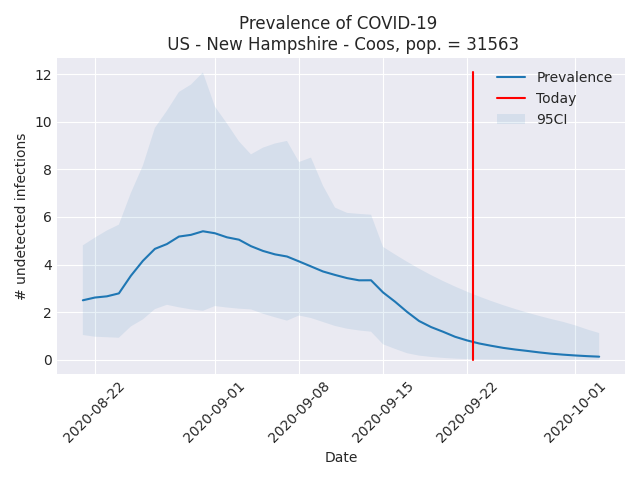 Prevalence of COVID-19
US - New Hampshire - Coos, pop. = 31563
Prevalence
Today
95CI
# undetected infections
12
10
8
6
4
2
0
2020-08-22
2020-09-01
2020-09-08
2020-09-15
2020-09-22
2020-10-01
Date